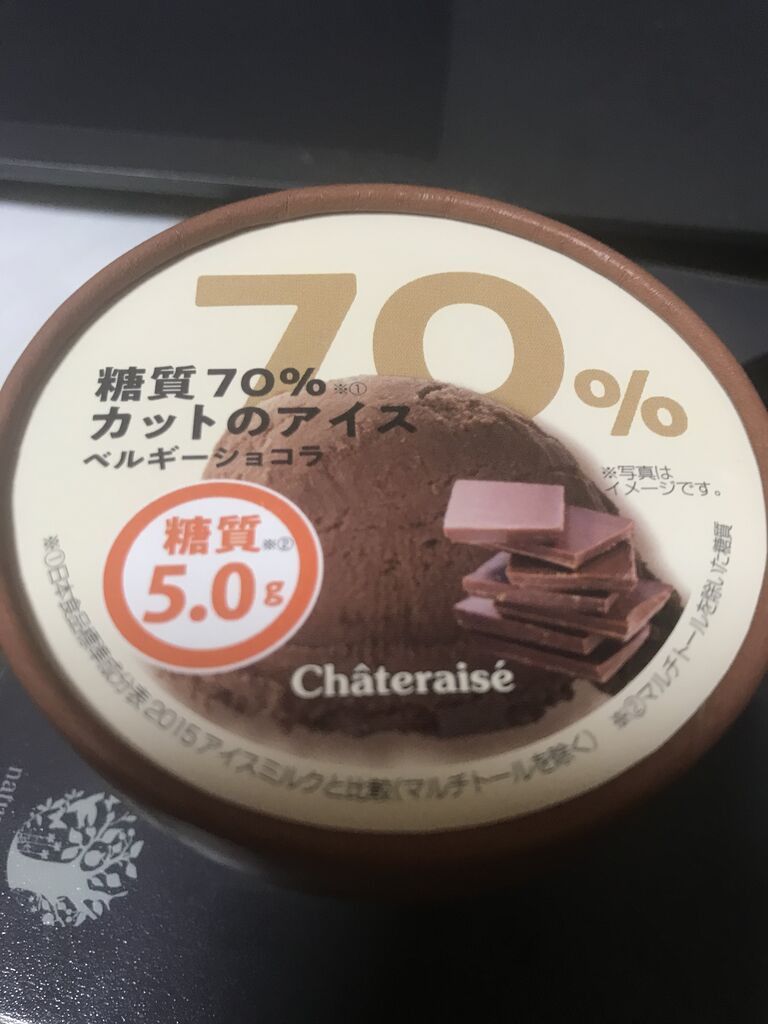 70%
糖質70%※①
カットのアイス
ベルギーショコラ
※写真は
イメージです。
糖質※②
5.0g
Châteraisé
※①日本食品標準成分表2015アイスミルクと比較(マルチトールを除く)
※②マルチトールを除いた糖質